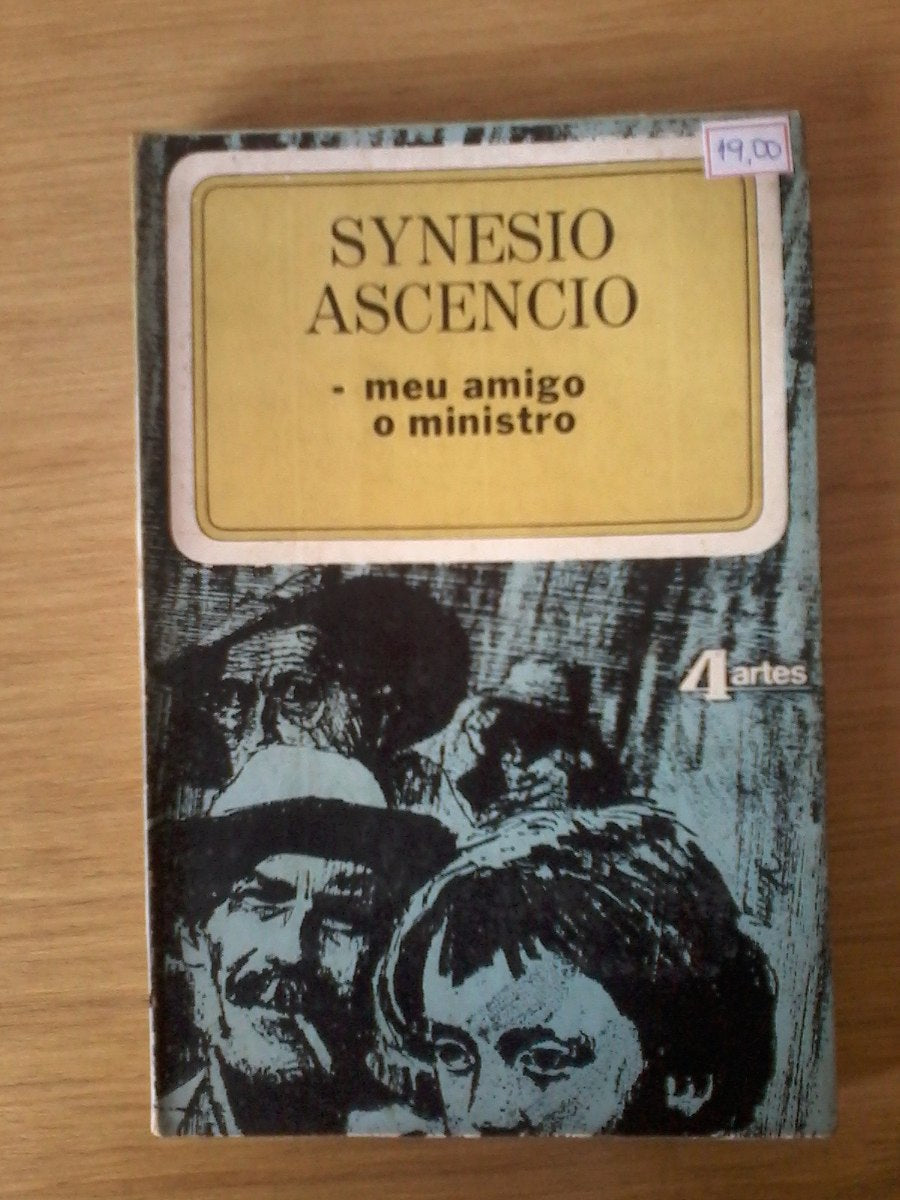 19,00
SYNESIO
ASCENCIO
- meu amigo
o ministro
4 artes